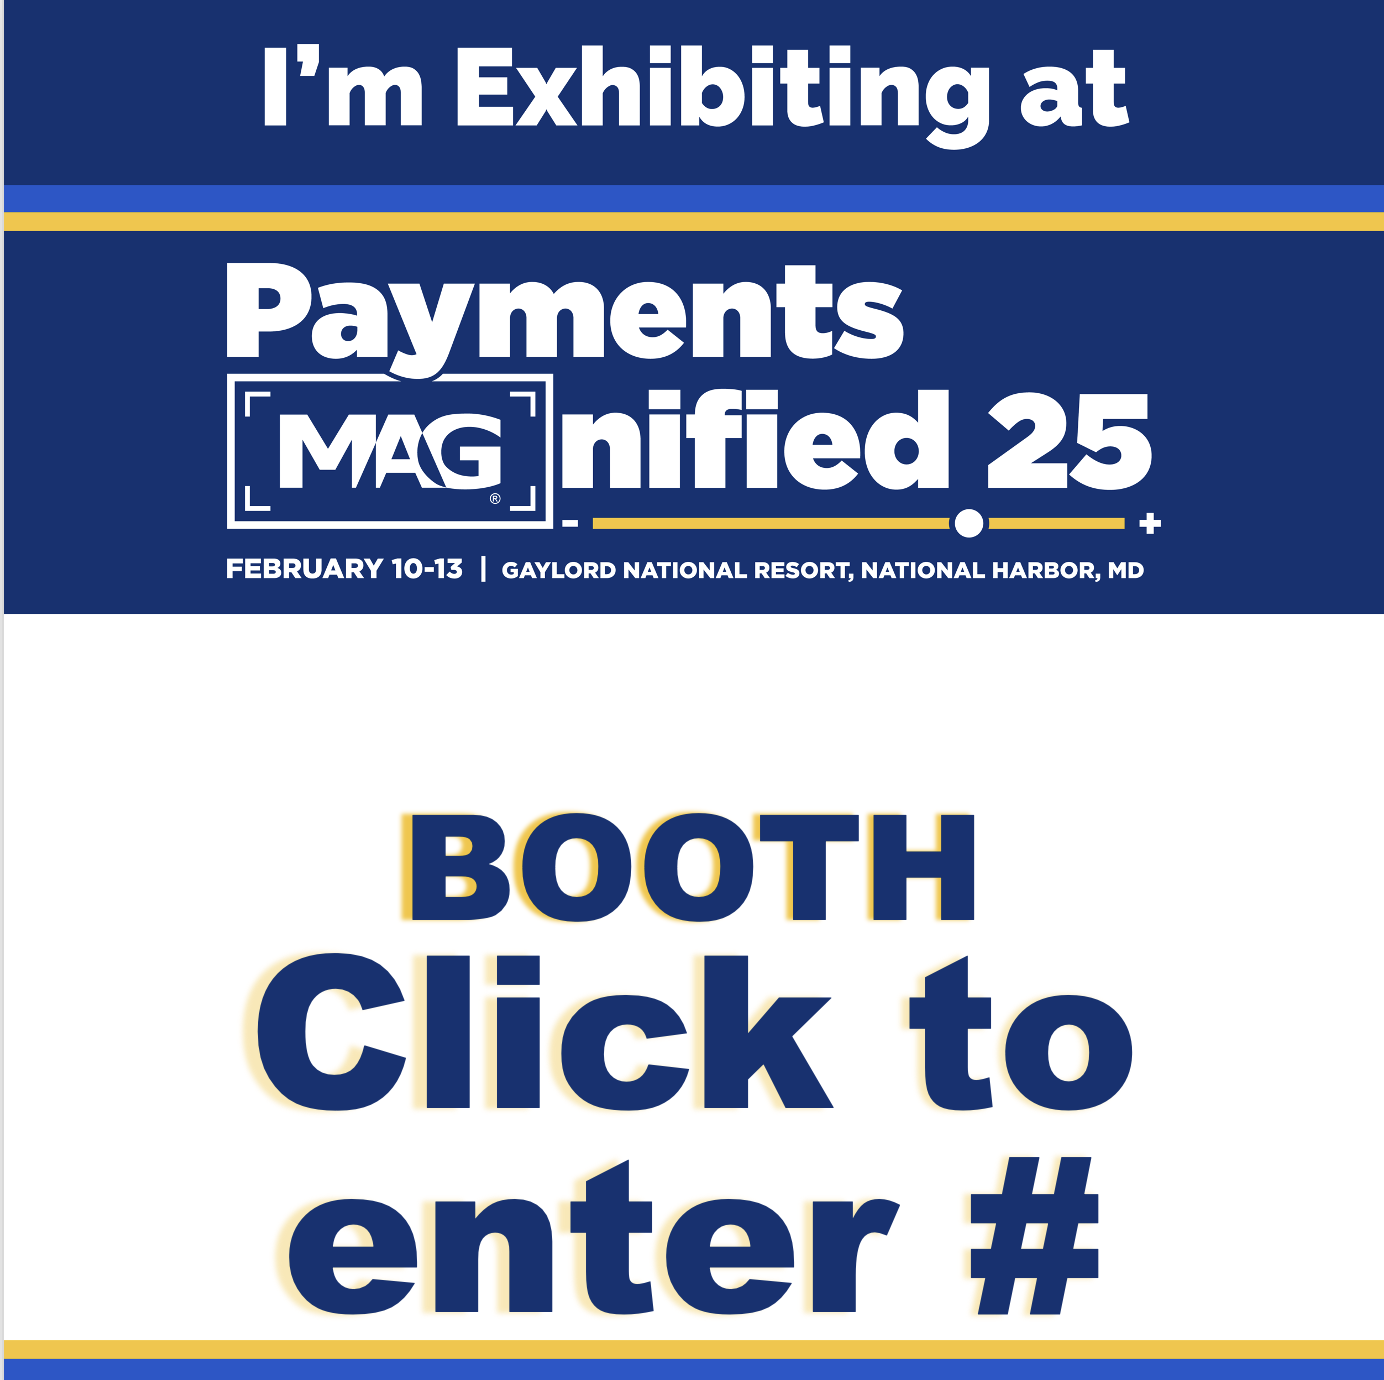 I’m Exhibiting at
Payments
MAG®nified 25
- +
FEBRUARY 10-13 | GAYLORD NATIONAL RESORT, NATIONAL HARBOR, MD
BOOTH
Click to
enter #